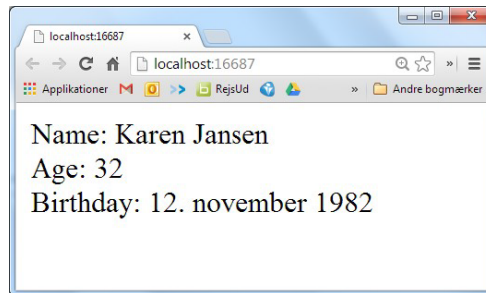 localhost:16687
localhost:16687
Applikationer
RejsUd
»
Andre bogmærker
Name: Karen Jansen
Age: 32
Birthday: 12. november 1982